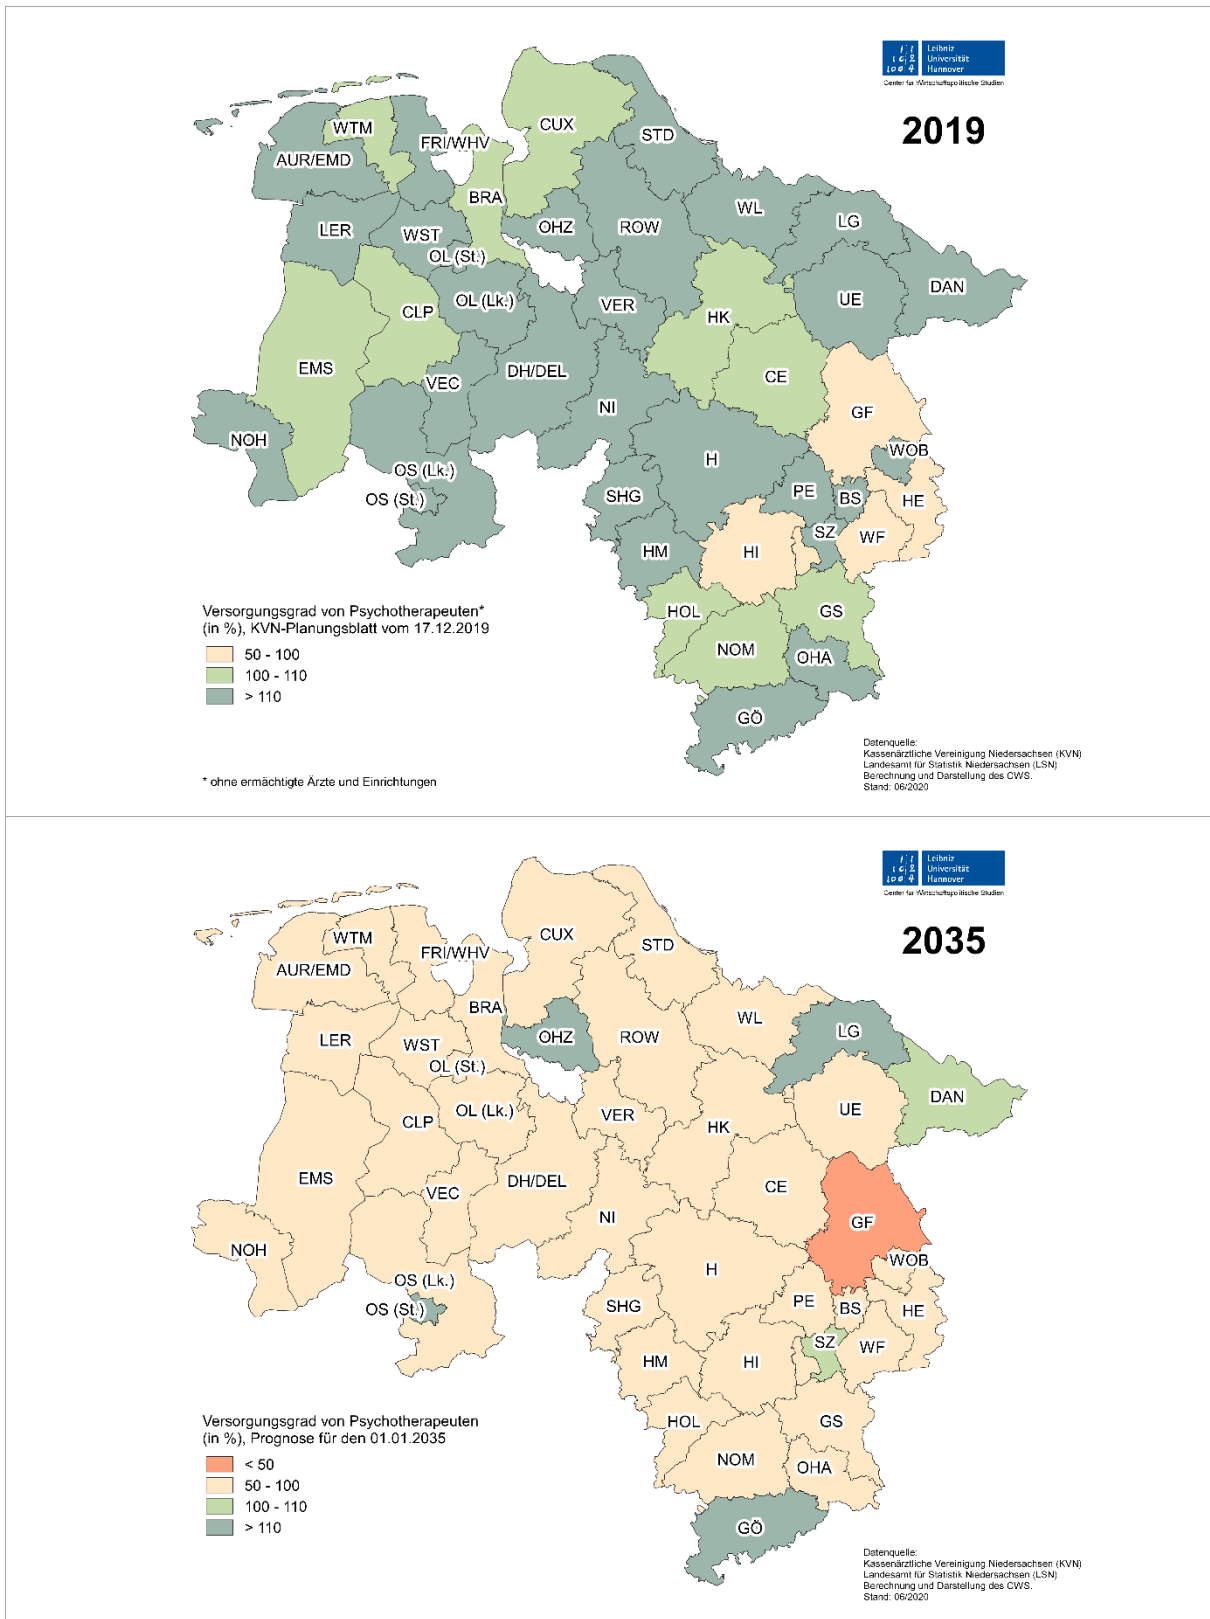 Leibniz
Universität
Hannover
Center für Wirtschaftspolitische Studien
2019
CUX
STD
WTM
FRI/WHV
AUR/EMD
BRA
WL
LG
LER
WST
OHZ
ROW
OL (St.)
DAN
UE
OL (Lk.)
VER
CLP
HK
EMS
DH/DEL
CE
VEC
NI
GF
NOH
WOB
H
OS (Lk.)
PE
BS
HE
SHG
OS (St.)
SZ
WF
HM
HI
HOL
GS
NOM
OHA
GÖ
Versorgungsgrad von Psychotherapeuten*
(in %), KVN-Planungsblatt vom 17.12.2019
50 - 100
100 - 110
> 110
* ohne ermächtigte Ärzte und Einrichtungen
Datenquelle:
Kassenärztliche Vereinigung Niedersachsen (KVN)
Landesamt für Statistik Niedersachsen (LSN)
Berechnung und Darstellung des CWS.
Stand: 06/2020
Leibniz
Universität
Hannover
Center für Wirtschaftspolitische Studien
2035
CUX
STD
WTM
FRI/WHV
AUR/EMD
BRA
WL
LG
LER
WST
OHZ
ROW
OL (St.)
DAN
UE
OL (Lk.)
VER
CLP
HK
EMS
DH/DEL
CE
VEC
NI
GF
NOH
WOB
H
OS (Lk.)
PE
BS
HE
SHG
OS (St.)
SZ
WF
HM
HI
HOL
GS
NOM
OHA
GÖ
Versorgungsgrad von Psychotherapeuten
(in %), Prognose für den 01.01.2035
< 50
50 - 100
100 - 110
> 110
Datenquelle:
Kassenärztliche Vereinigung Niedersachsen (KVN)
Landesamt für Statistik Niedersachsen (LSN)
Berechnung und Darstellung des CWS.
Stand: 06/2020